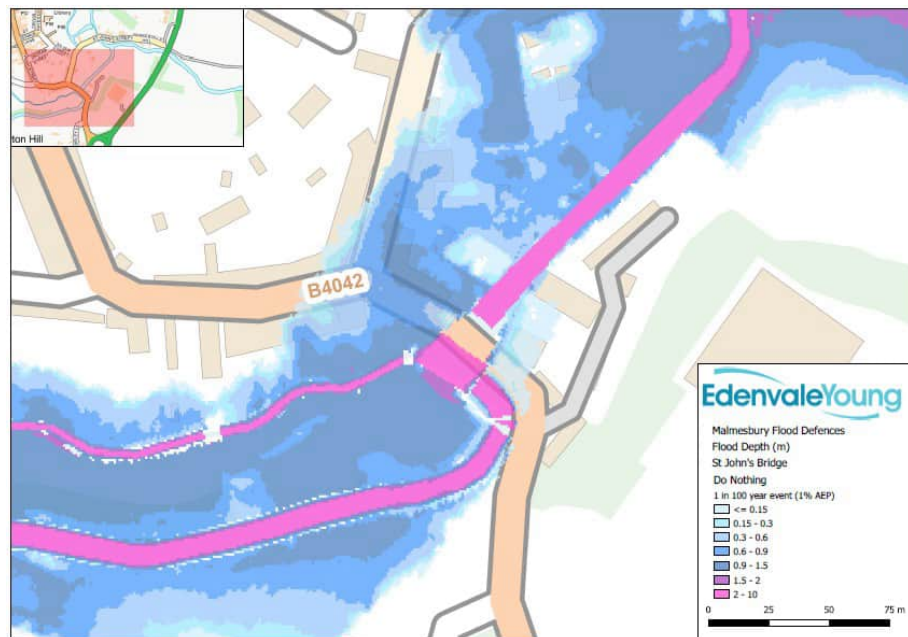 ton Hill
B4042
EdenvaleYoung
Malmesbury Flood Defences
Flood Depth (m)
St John's Bridge
Do Nothing
1 in 100 year event (1% AEP)
<= 0.15
0.15 - 0.3
0.3 - 0.6
0.6 - 0.9
0.9 - 1.5
1.5 - 2
2 - 10
0 25 50 75 m